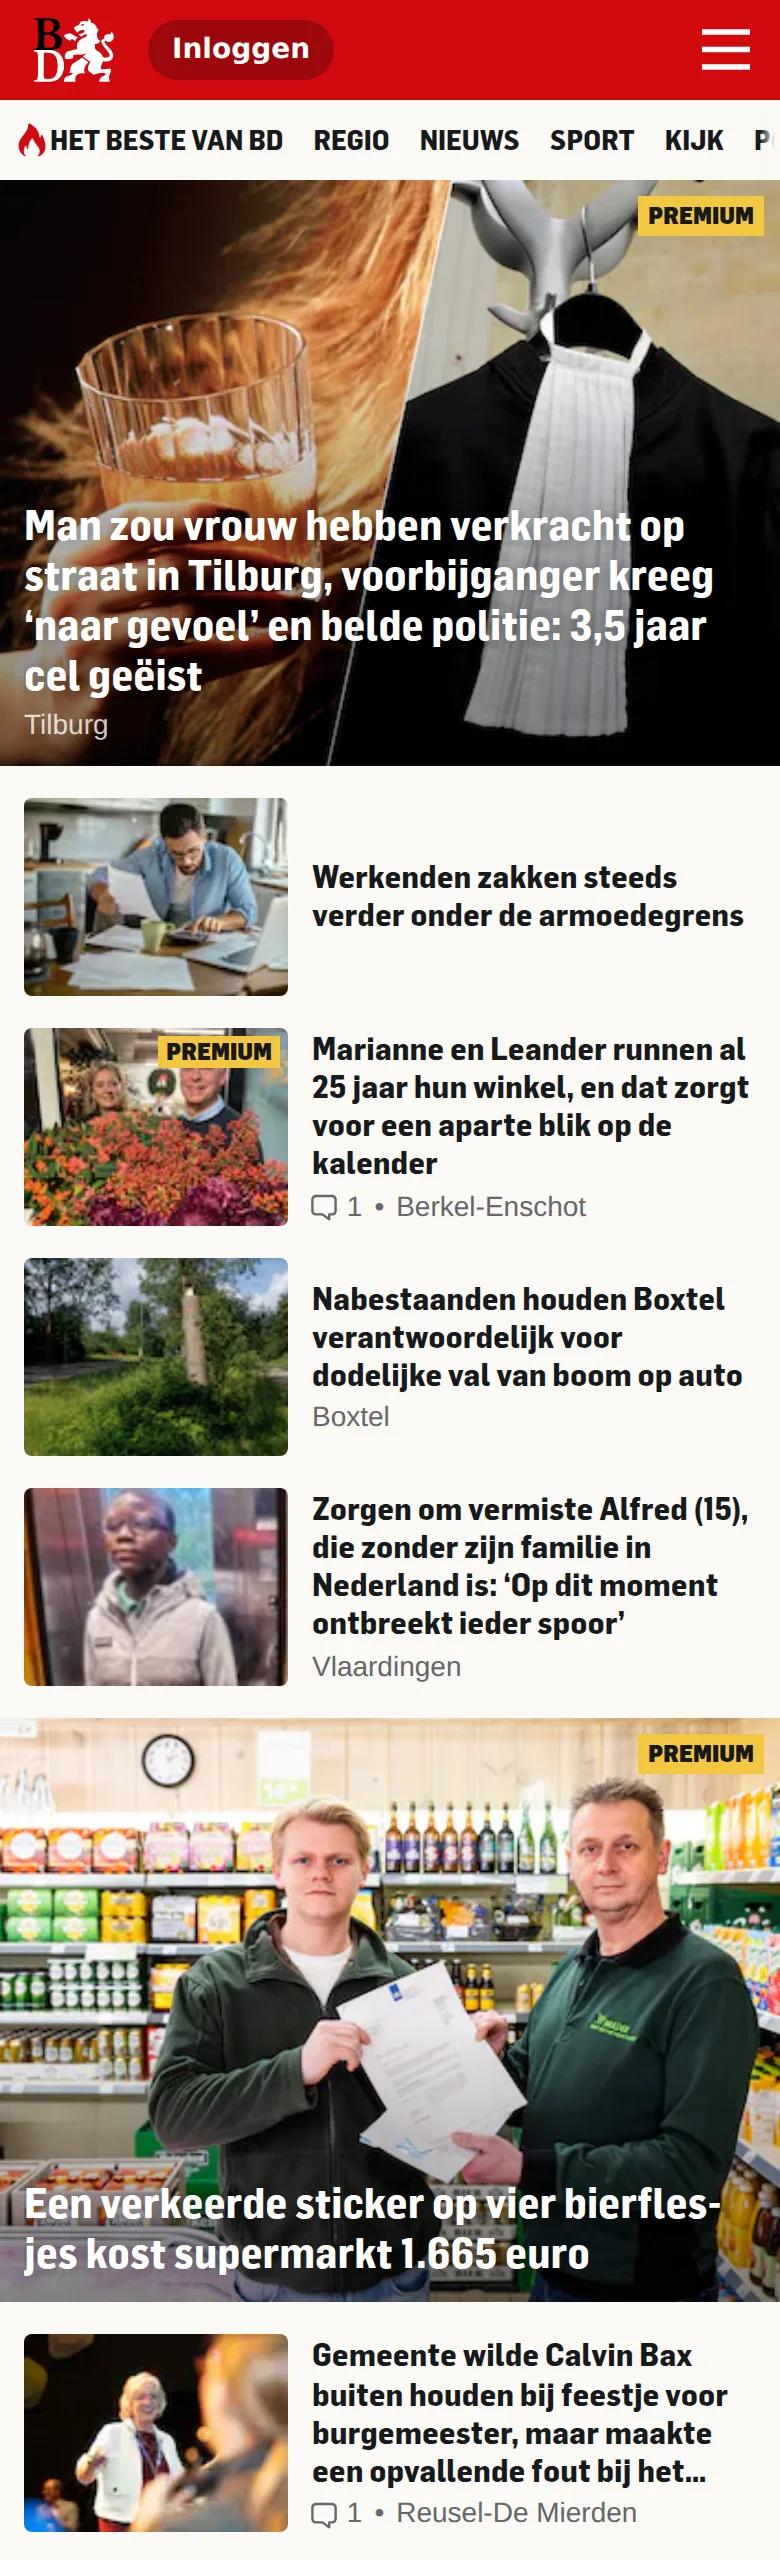 BD
Inloggen
HET BESTE VAN BD REGIO NIEUWS SPORT KIJK
PREMIUM
Man zou vrouw hebben verkracht op
straat in Tilburg, voorbijganger kreeg
‘naar gevoel’ en belde politie: 3,5 jaar
cel geëist
Tilburg
Werkenden zakken steeds
verder onder de armoedegrens
PREMIUM
Marianne en Leander runnen al
25 jaar hun winkel, en dat zorgt
voor een aparte blik op de
kalender
1 • Berkel-Enschot
Nabestaanden houden Boxtel
verantwoordelijk voor
dodelijke val van boom op auto
Boxtel
Zorgen om vermiste Alfred (15),
die zonder zijn familie in
Nederland is: ‘Op dit moment
ontbreekt ieder spoor’
Vlaardingen
PREMIUM
Een verkeerde sticker op vier bierfles-
jes kost supermarkt 1.665 euro
Gemeente wilde Calvin Bax
buiten houden bij feestje voor
burgemeester, maar maakte
een opvallende fout bij het...
1 • Reusel-De Mierden